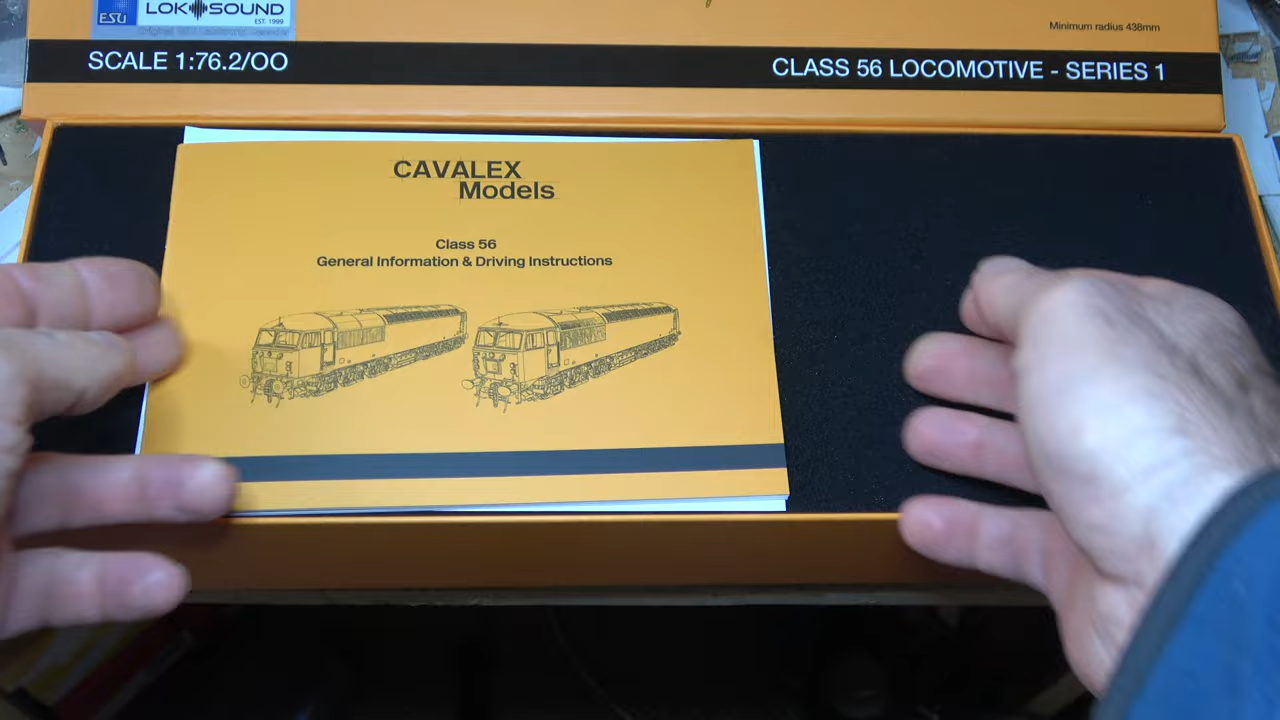 ESU
LOKSOUND
EST. 1999
Minimum radius 438mm
SCALE 1:76.2/OO
CLASS 56 LOCOMOTIVE - SERIES 1
CAVALEX
Models
Class 56
General Information & Driving Instructions